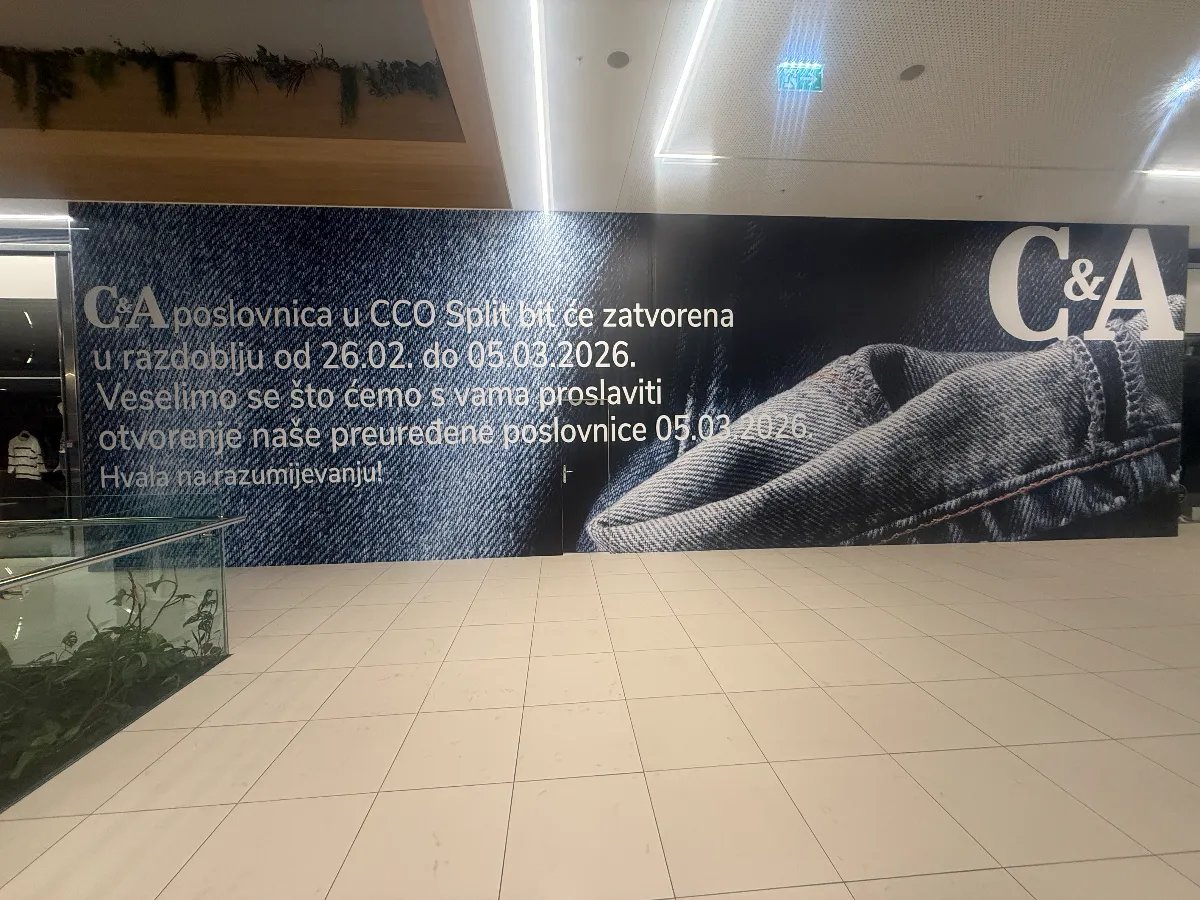 C&A
C&A poslovnica u CCO Split bit će zatvorena
u razdoblju od 26.02. do 05.03.2026.
Veselimo se što ćemo s vama proslaviti
otvorenje naše preuređene poslovnice 05.03.2026.
Hvala na razumijevanju!